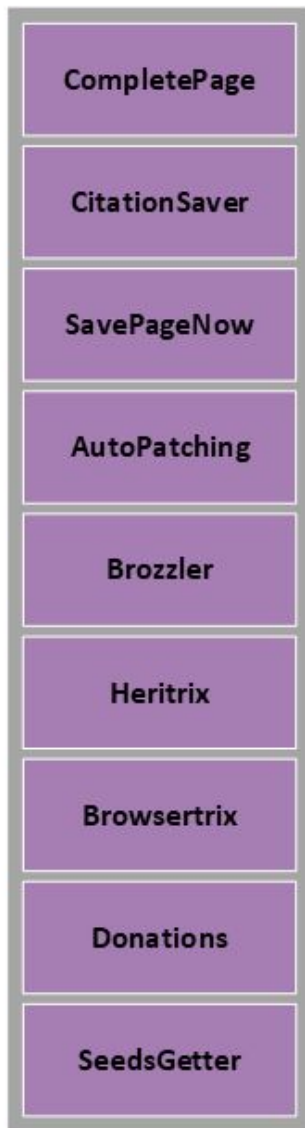 CompletePage
CitationSaver
SavePageNow
AutoPatching
Brozzler
Heritrix
Browsertrix
Donations
SeedsGetter